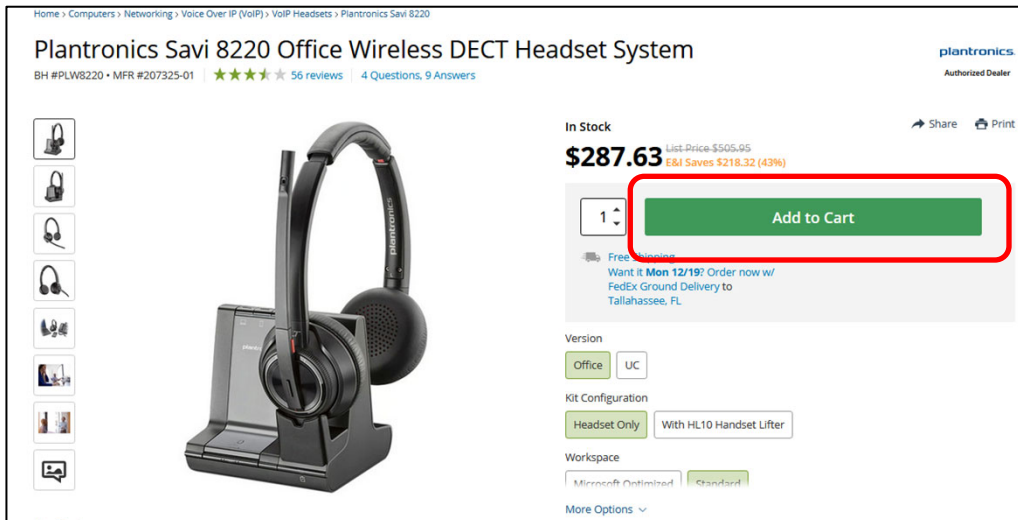 Home > Computers > Networking > Voice Over IP (VoIP) > VoIP Headsets > Plantronics Savi 8220
Plantronics Savi 8220 Office Wireless DECT Headset System
BH #PLW8220 • MFR #207325-01 56 reviews 4 Questions, 9 Answers
plantronics.
Authorized Dealer
In Stock
Share Print
$287.63 List Price $505.95
E&I Saves $218.32 (43%)
1 Add to Cart
Free Shipping
Want it Mon 12/19? Order now w/
FedEx Ground Delivery to
Tallahassee, FL
Version
Office UC
Kit Configuration
Headset Only With HL10 Handset Lifter
Workspace
Microsoft Optimized Standard
More Options
plantronics